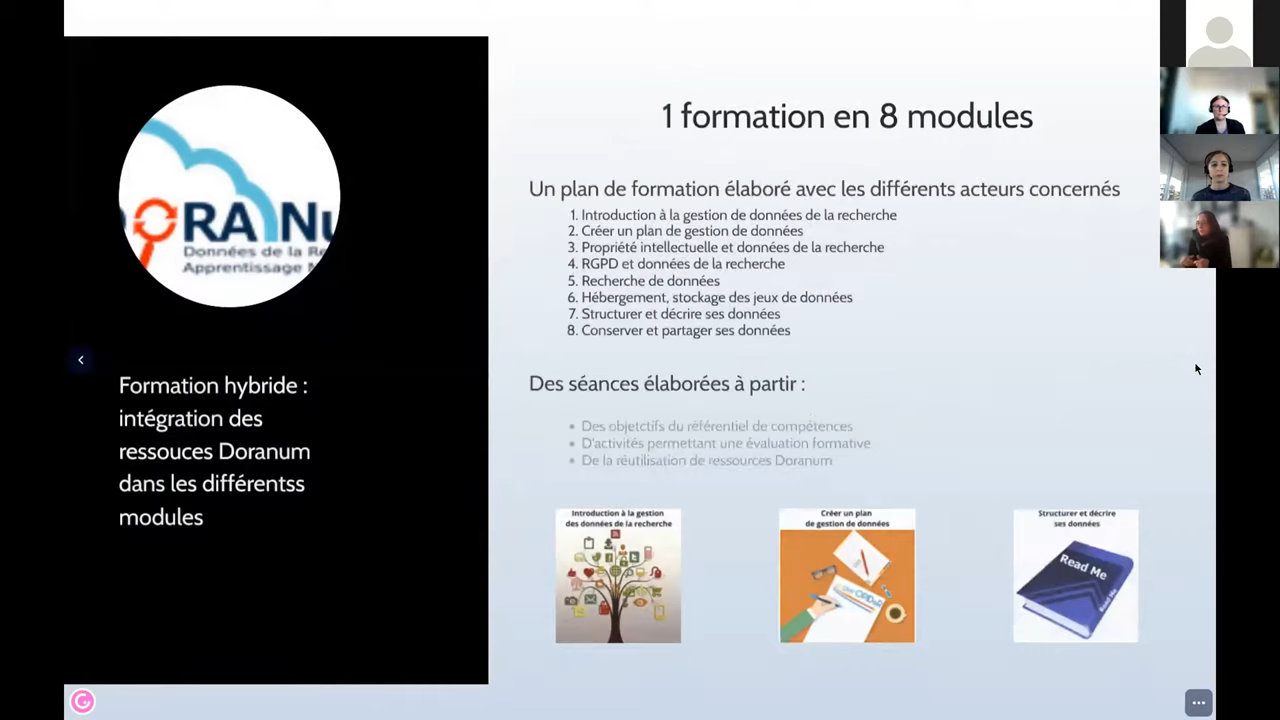 RANu
Données de la Re
Apprentissage N
Formation hybride :
intégration des
ressouces Doranum
dans les différentss
modules
1 formation en 8 modules
Un plan de formation élaboré avec les différents acteurs concernés
1. Introduction à la gestion de données de la recherche
2. Créer un plan de gestion de données
3. Propriété intellectuelle et données de la recherche
4. RGPD et données de la recherche
5. Recherche de données
6. Hébergement, stockage des jeux de données
7. Structurer et décrire ses données
8. Conserver et partager ses données
Des séances élaborées à partir :
• Des objetctifs du référentiel de compétences
• D'activités permettant une évaluation formative
• De la réutilisation de ressources Doranum
Introduction à la gestion
des données de la recherche
Créer un plan
de gestion de données
Structurer et décrire
ses données
Read Me
Read Me